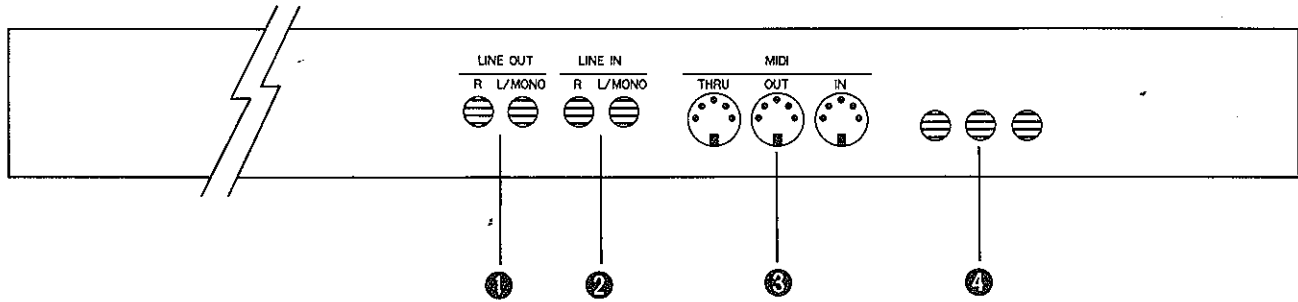 LINE OUT LINE IN MIDI
R L/MONO R L/MONO THRU OUT IN
1 2 3 4